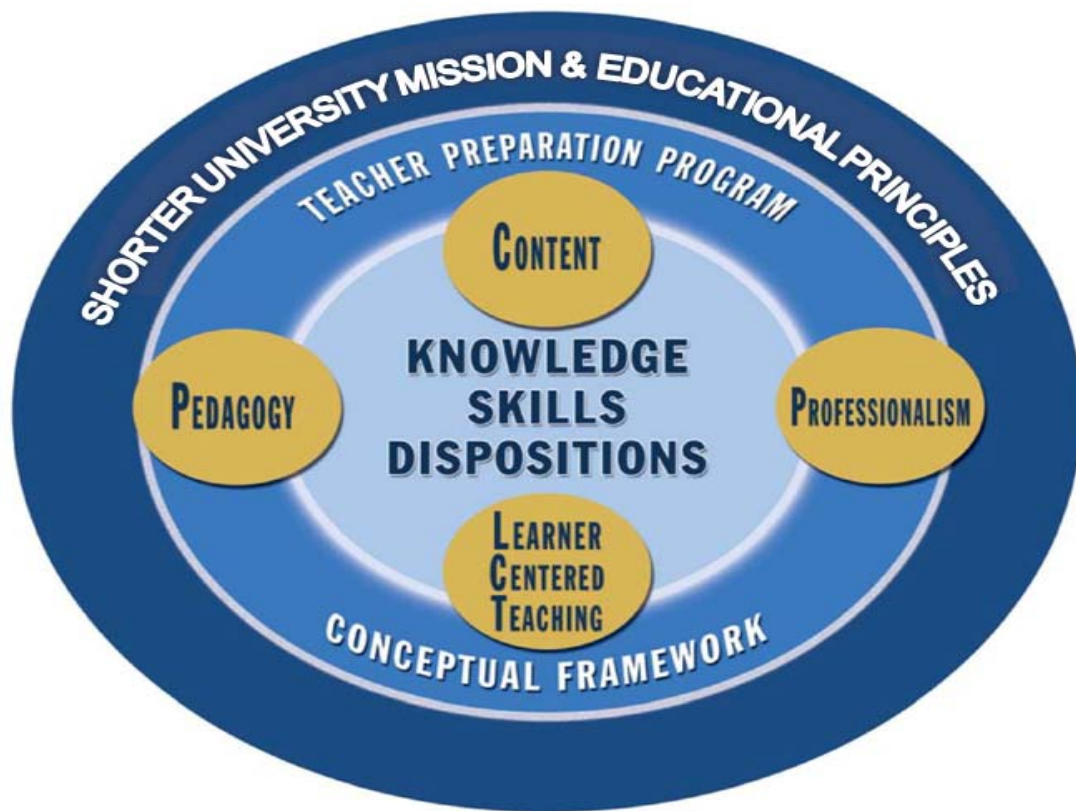 SHORTER UNIVERSITY MISSION & EDUCATIONAL PRINCIPLES
TEACHER PREPARATION PROGRAM
CONTENT
KNOWLEDGE
SKILLS
DISPOSITIONS
PEDAGOGY
PROFESSIONALISM
LEARNER
CENTERED
TEACHING
CONCEPTUAL FRAMEWORK